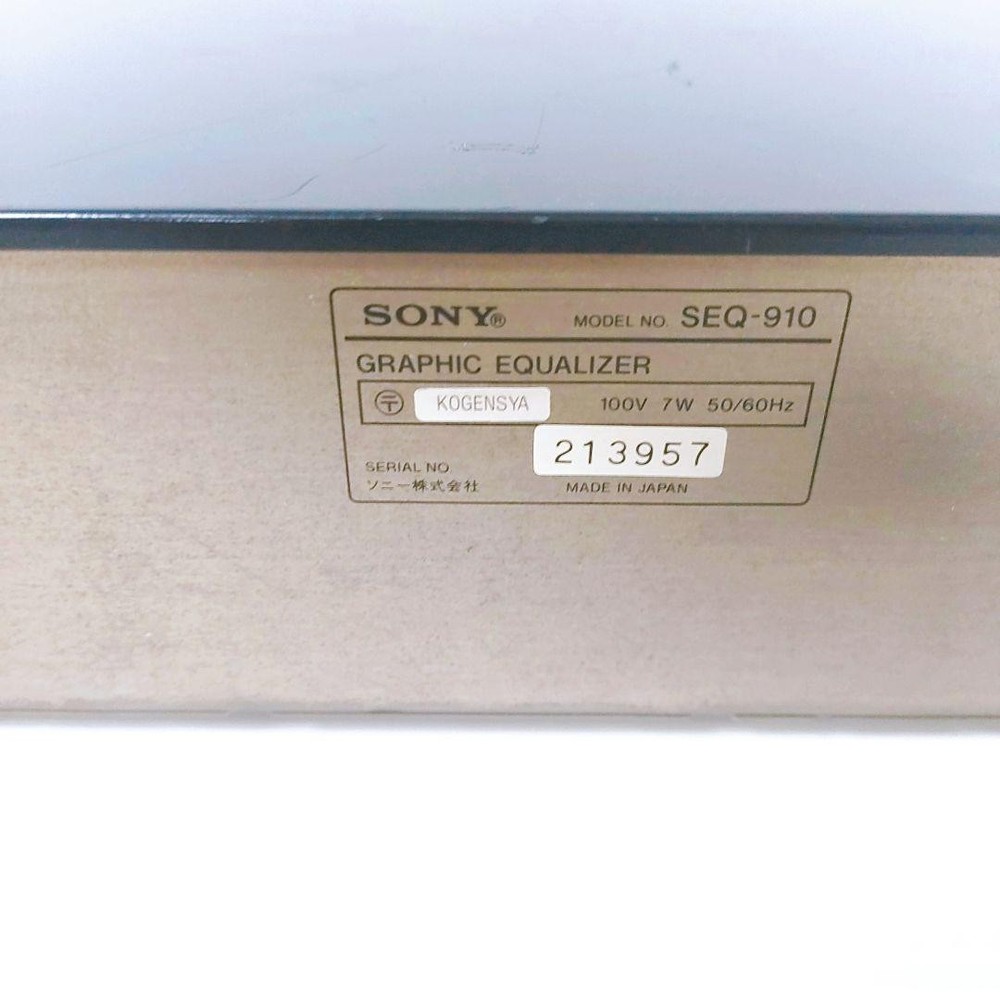 SONY® MODEL NO. SEQ-910
GRAPHIC EQUALIZER
〒 KOGENSYA 100V 7W 50/60Hz
SERIAL NO 213957
ソニー株式会社 MADE IN JAPAN